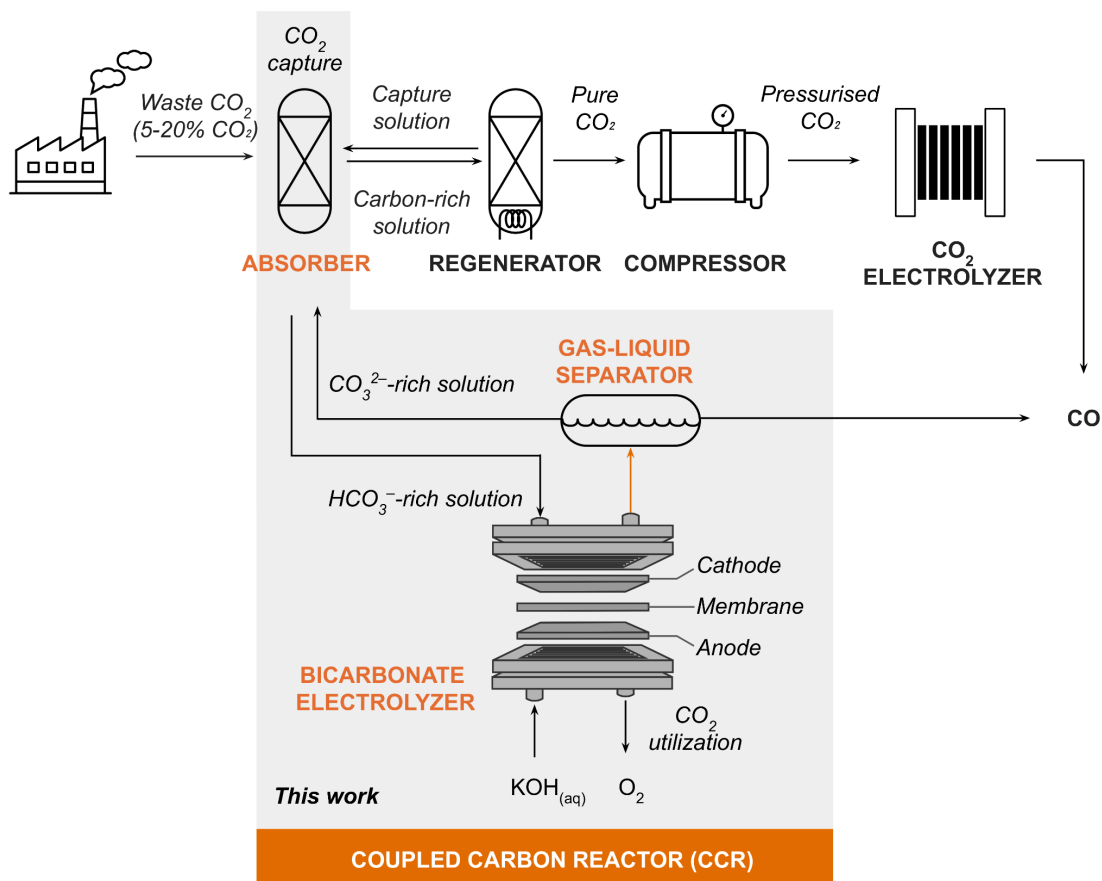 CO₂
capture
Waste CO₂
(5-20% CO₂)
Capture
solution
Carbon-rich
solution
Pure
CO₂
Pressurised
CO₂
ABSORBER
REGENERATOR
COMPRESSOR
CO₂
ELECTROLYZER
GAS-LIQUID
SEPARATOR
CO₃²⁻-rich solution
CO
HCO₃⁻-rich solution
Cathode
Membrane
Anode
BICARBONATE
ELECTROLYZER
CO₂
utilization
KOH(aq)
O₂
This work
COUPLED CARBON REACTOR (CCR)